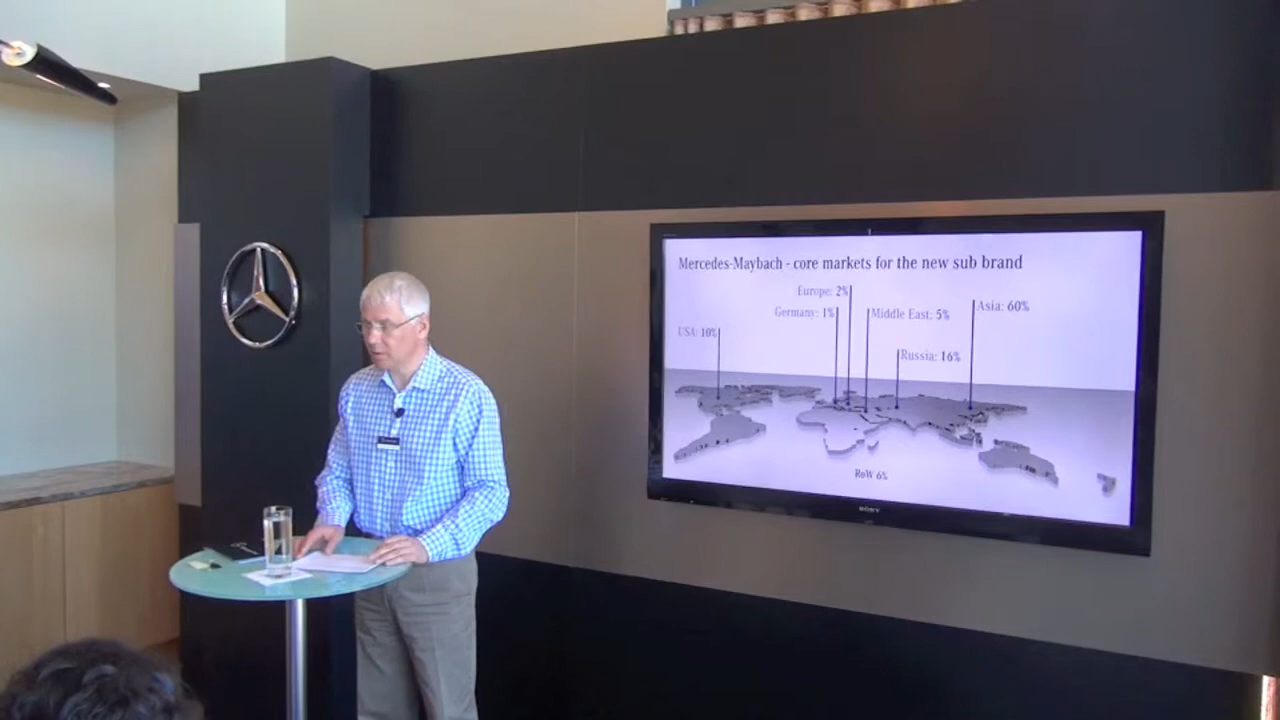 Mercedes-Maybach - core markets for the new sub brand
Europe: 2%
Asia: 60%
Germany: 1%
Middle East: 5%
USA: 10%
Russia: 16%
RoW 6%
SONY